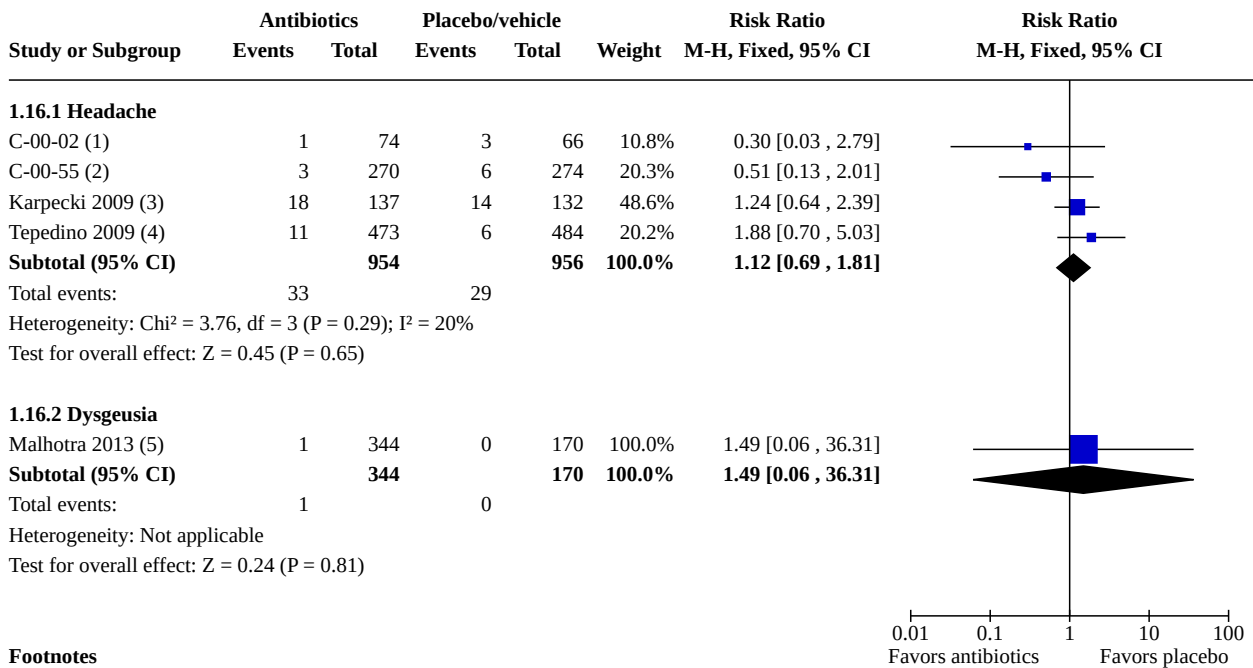 Antibiotics Placebo/vehicle Risk Ratio Risk Ratio
Study or Subgroup Events Total Events Total Weight M-H, Fixed, 95% CI M-H, Fixed, 95% CI
1.16.1 Headache
C-00-02 (1) 1 74 3 66 10.8% 0.30 [0.03 , 2.79]
C-00-55 (2) 3 270 6 274 20.3% 0.51 [0.13 , 2.01]
Karpecki 2009 (3) 18 137 14 132 48.6% 1.24 [0.64 , 2.39]
Tepedino 2009 (4) 11 473 6 484 20.2% 1.88 [0.70 , 5.03]
Subtotal (95% CI) 954 956 100.0% 1.12 [0.69 , 1.81]
Total events: 33 29
Heterogeneity: Chi² = 3.76, df = 3 (P = 0.29); I² = 20%
Test for overall effect: Z = 0.45 (P = 0.65)
1.16.2 Dysgeusia
Malhotra 2013 (5) 1 344 0 170 100.0% 1.49 [0.06 , 36.31]
Subtotal (95% CI) 344 170 100.0% 1.49 [0.06 , 36.31]
Total events: 1 0
Heterogeneity: Not applicable
Test for overall effect: Z = 0.24 (P = 0.81)
0.01 0.1 1 10 100
Footnotes Favors antibiotics Favors placebo